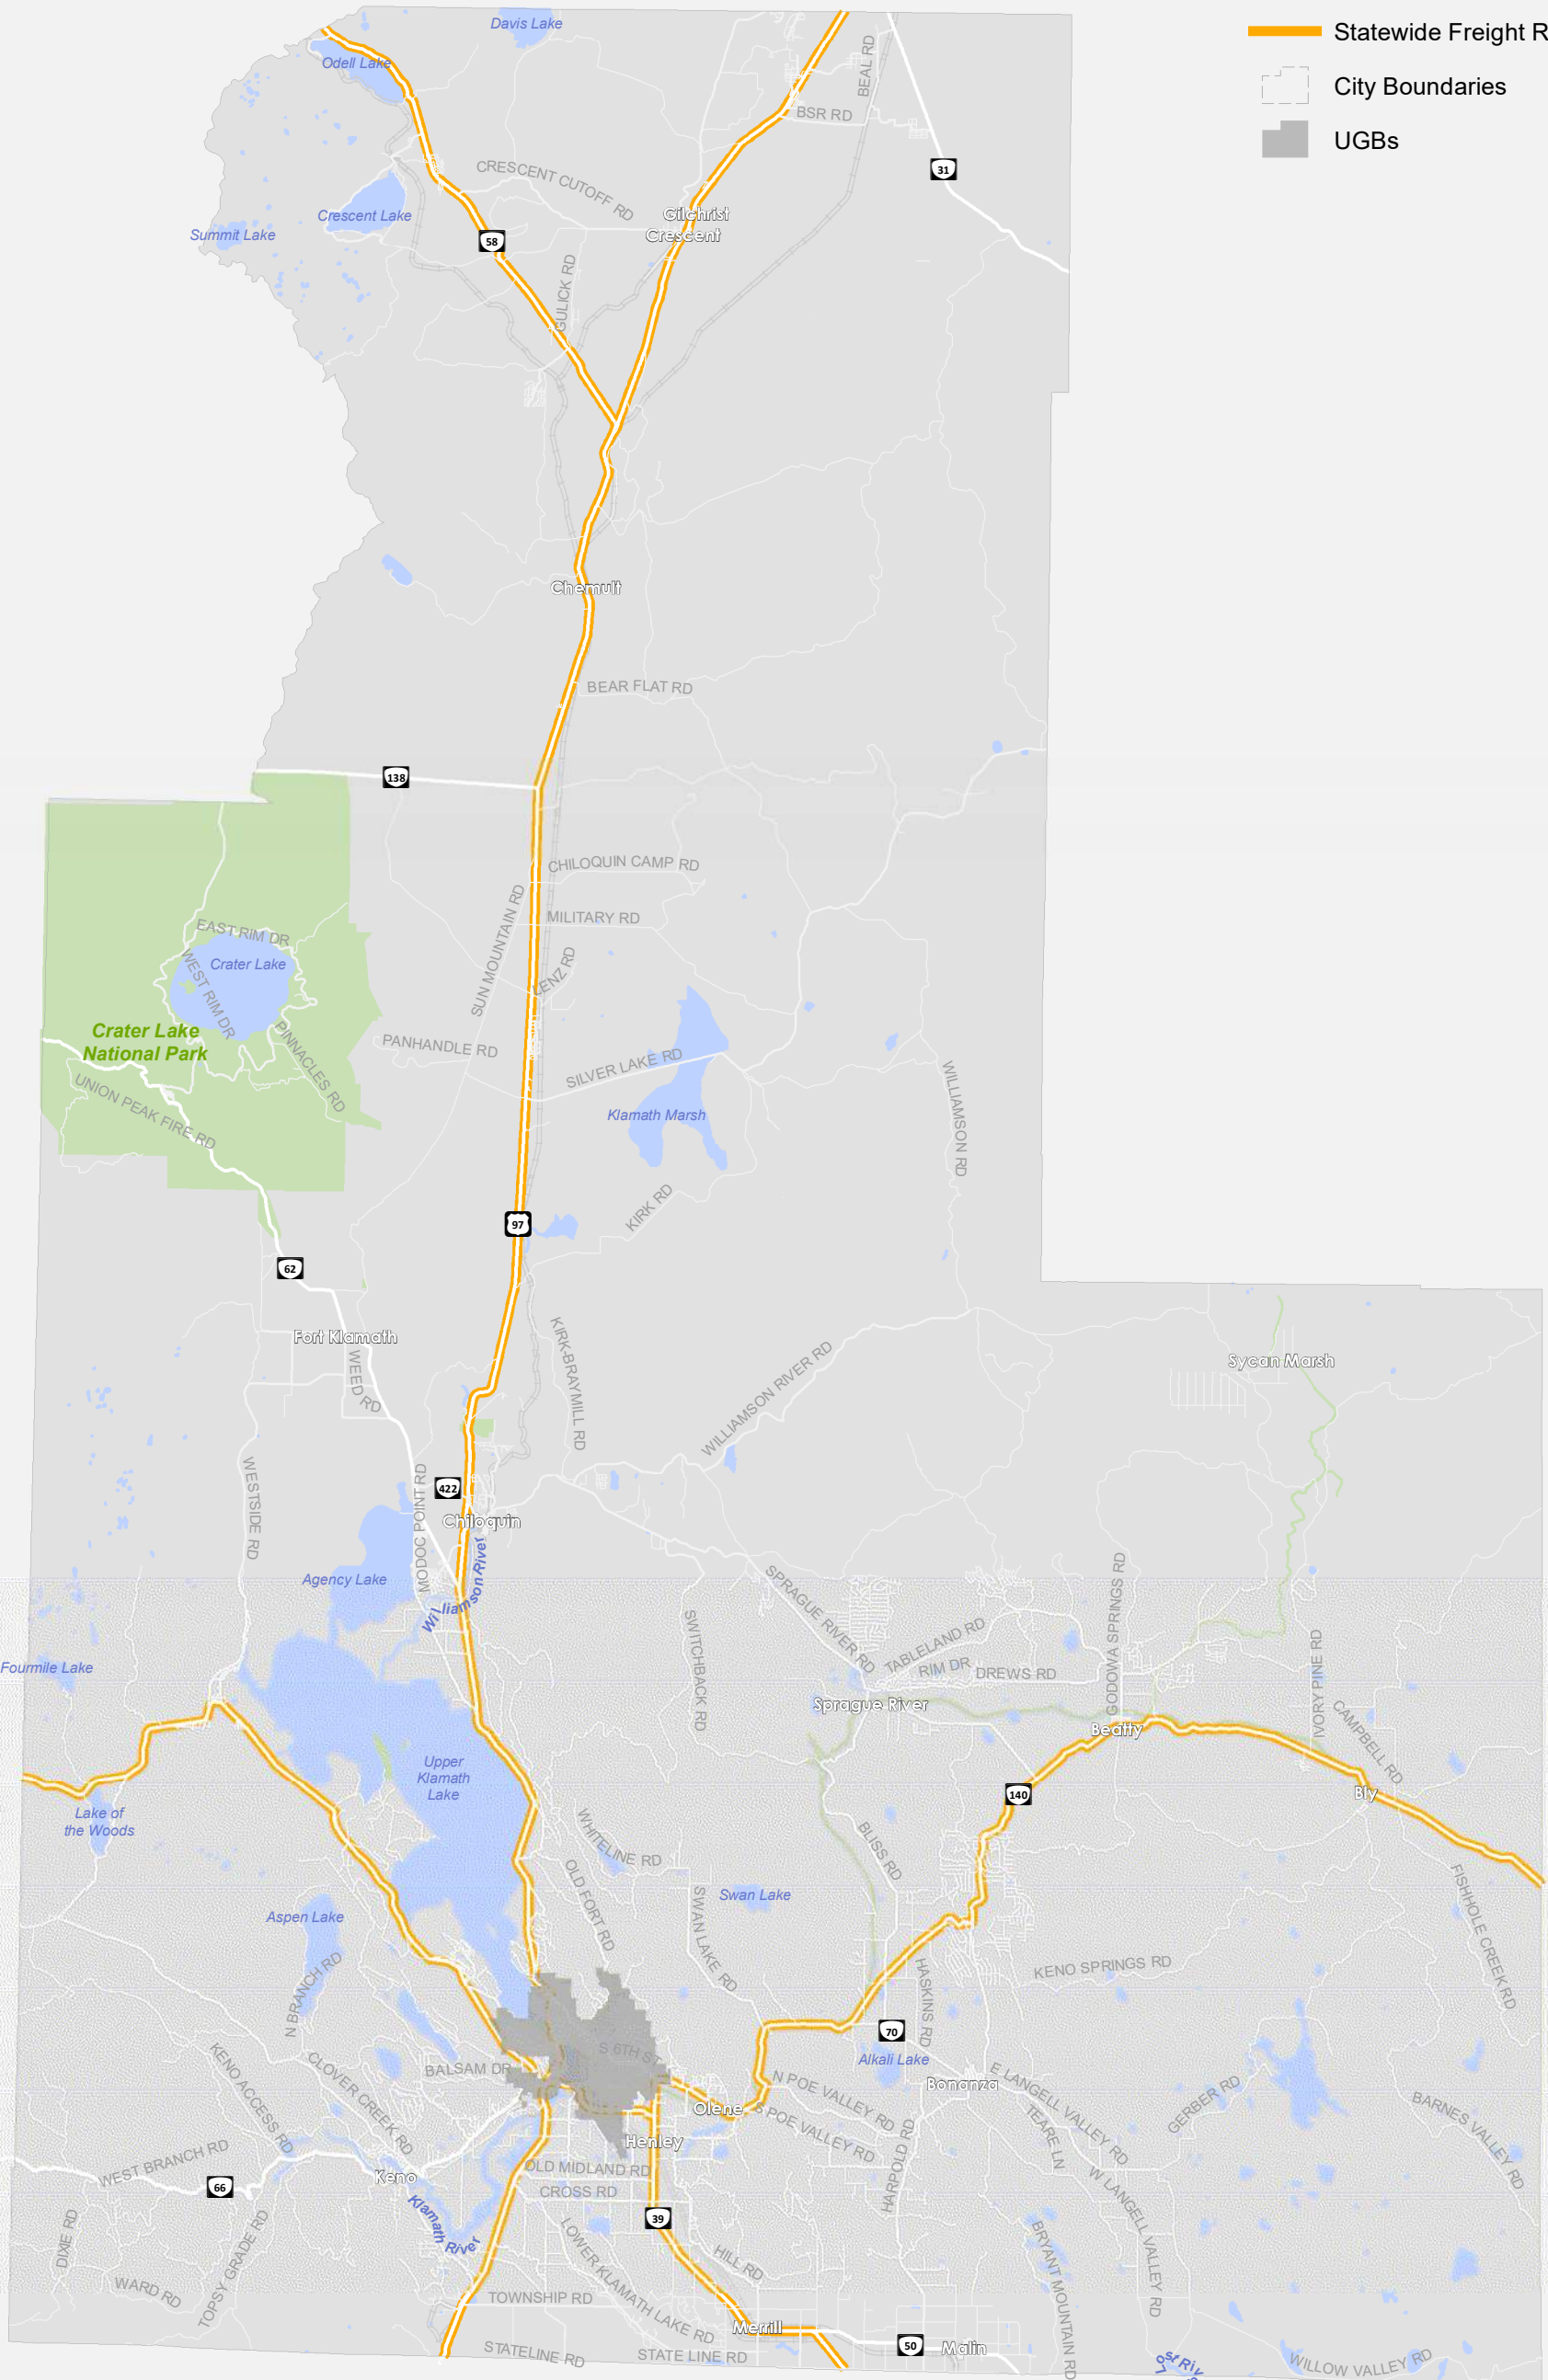 Statewide Freight R
City Boundaries
UGBs
Davis Lake
Odell Lake
BEAL RD
BSR RD
31
CRESCENT CUTOFF RD
Crescent Lake
Summit Lake
58
Gilchrist
Crescent
GULICK RD
Chemult
BEAR FLAT RD
138
CHILOQUIN CAMP RD
MILITARY RD
SUN MOUNTAIN RD
LENZ RD
EAST RIM DR
Crater Lake
WEST RIM DR
Crater Lake
National Park
PINNACLES RD
PANHANDLE RD
SILVER LAKE RD
UNION PEAK FIRE RD
Klamath Marsh
WILLIAMSON RD
KIRK RD
97
62
Fort Klamath
WEED RD
KIRK-BRAYMILL RD
WILLIAMSON RIVER RD
Sycan Marsh
WESTSIDE RD
MODOC POINT RD
422
Chiloquin
Agency Lake
Williamson River
SPRAGUE RIVER RD
GODOWA SPRINGS RD
SWITCHBACK RD
TABLELAND RD
RIM DR
DREWS RD
IVORY PINE RD
Fourmile Lake
Sprague River
Beatty
CAMPBELL RD
Upper
Klamath
Lake
140
Bly
Lake of
the Woods
WHITELINE RD
BLISS RD
OLD FORT RD
Swan Lake
SWAN LAKE RD
FISHHOLE CREEK RD
Aspen Lake
N BRANCH RD
KENO SPRINGS RD
HASKINS RD
70
Alkali Lake
S 6TH ST
KENO ACCESS RD
CLOVER CREEK RD
BALSAM DR
N POE VALLEY RD
Bonanza
E LANGELL VALLEY RD
GERBER RD
BARNES VALLEY RD
Olene
S POE VALLEY RD
TEARE LN
Henley
HARPOLD RD
WEST BRANCH RD
66
Keno
OLD MIDLAND RD
CROSS RD
W LANGELL VALLEY RD
Klamath River
39
DIXIE RD
TOPSY GRADE RD
WARD RD
LOWER KLAMATH LAKE RD
HILL RD
BRYANT MOUNTAIN RD
TOWNSHIP RD
Merrill
50
Malin
STATELINE RD
STATE LINE RD
WILLOW VALLEY RD